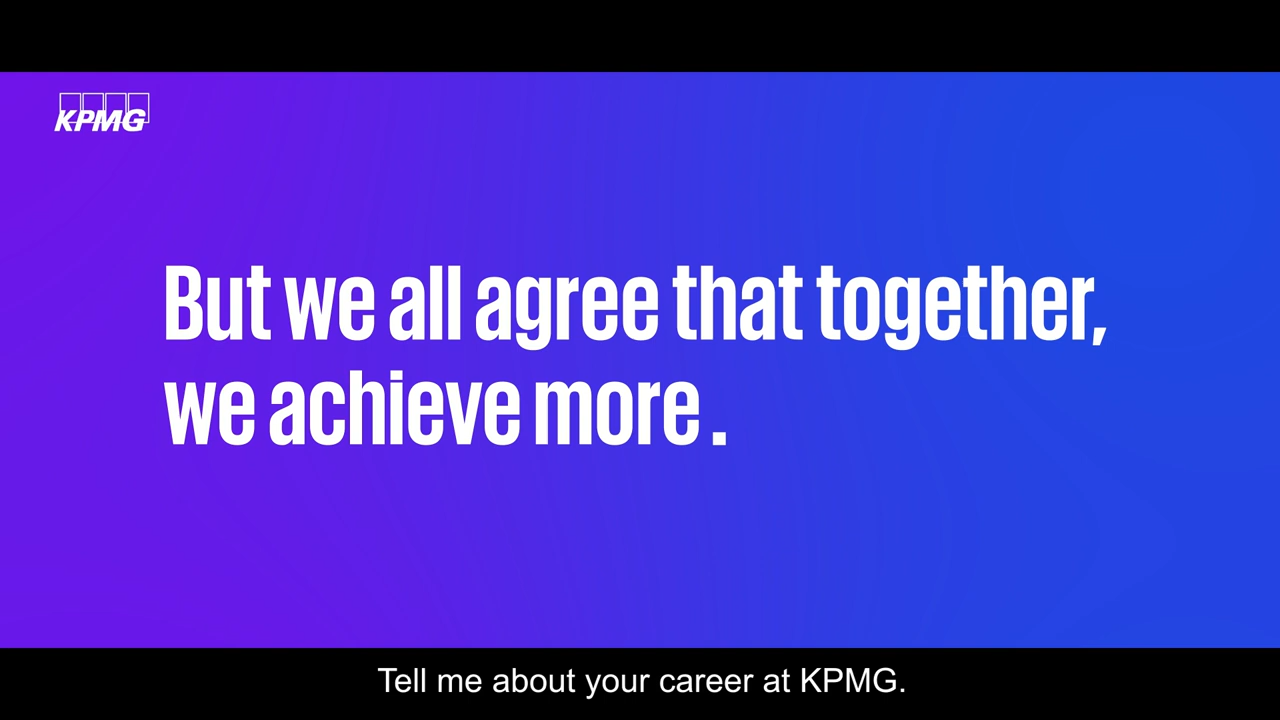 KPMG
But we all agree that together,
we achieve more .
Tell me about your career at KPMG.